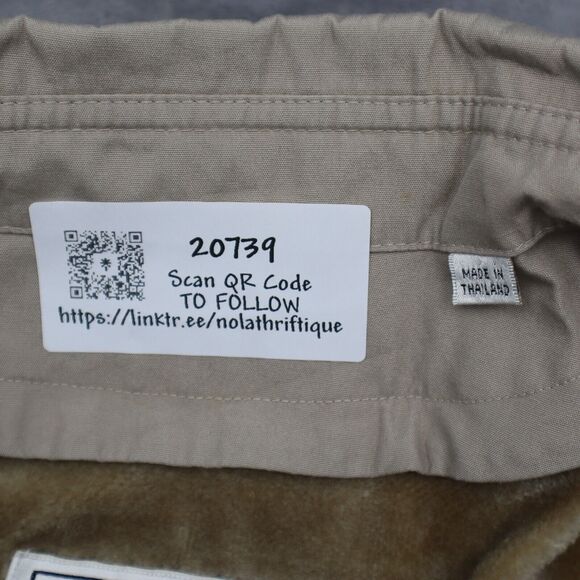 20739
Scan QR Code
TO FOLLOW
https://linktr.ee/nolathriftique
MADE IN
THAILAND